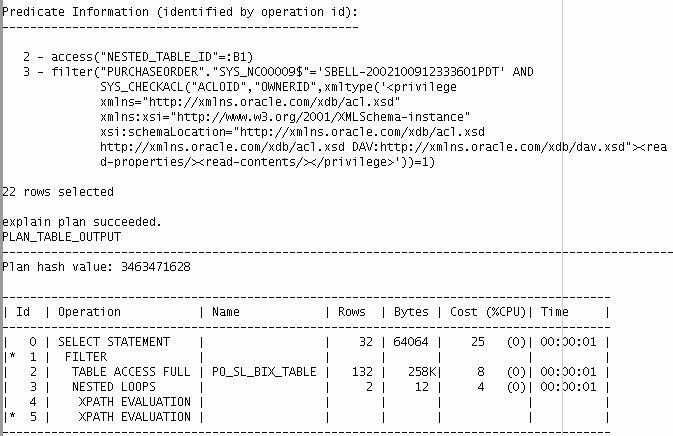 Predicate Information (identified by operation id):
---------------------------------------------------
2 - access("NESTED_TABLE_ID"=:B1)
3 - filter("PURCHASEORDER"."SYS_NC00009$"='SBELL-2002100912333601PDT' AND
SYS_CHECKACL("ACLOID","OWNERID",xmltype('<privilege
xmlns="http://xmlns.oracle.com/xdb/acl.xsd"
xmlns:xsi="http://www.w3.org/2001/XMLSchema-instance"
xsi:schemaLocation="http://xmlns.oracle.com/xdb/acl.xsd
http://xmlns.oracle.com/xdb/acl.xsd DAV:http://xmlns.oracle.com/xdb/dav.xsd"><rea
d-properties/><read-contents/></privilege>'))=1)
22 rows selected
explain plan succeeded.
PLAN_TABLE_OUTPUT
---------------------------------------------------------------------------------
Plan hash value: 3463471628
---------------------------------------------------------------------------------
| Id | Operation | Name | Rows | Bytes | Cost (%CPU)| Time |
---------------------------------------------------------------------------------
| 0 | SELECT STATEMENT | | 32 | 64064 | 25 (0)| 00:00:01 |
|* 1 | FILTER | | | | | |
| 2 | TABLE ACCESS FULL | PO_SL_BIX_TABLE | 132 | 258K| 8 (0)| 00:00:01 |
| 3 | NESTED LOOPS | | 2 | 12 | 4 (0)| 00:00:01 |
| 4 | XPATH EVALUATION | | | | | |
|* 5 | XPATH EVALUATION | | | | | |
---------------------------------------------------------------------------------